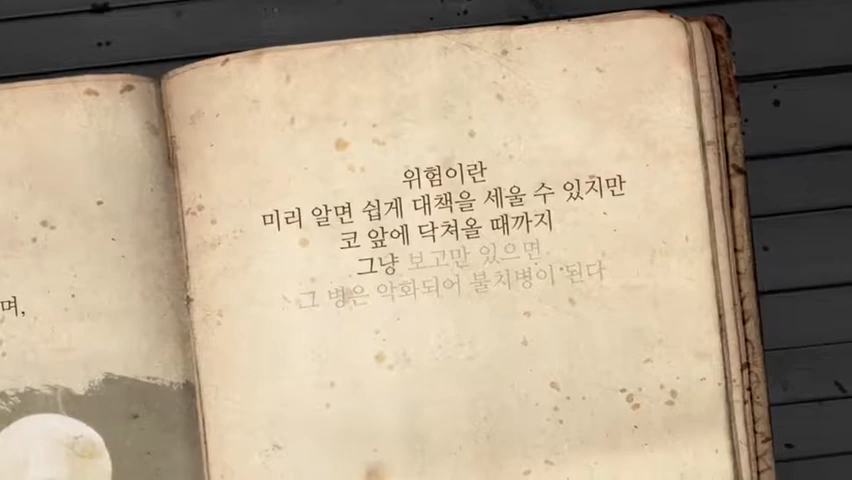 위험이란
미리 알면 쉽게 대책을 세울 수 있지만
코 앞에 닥쳐올 때까지
그냥 보고만 있으면
그 병은 악화되어 불치병이 된다
며,